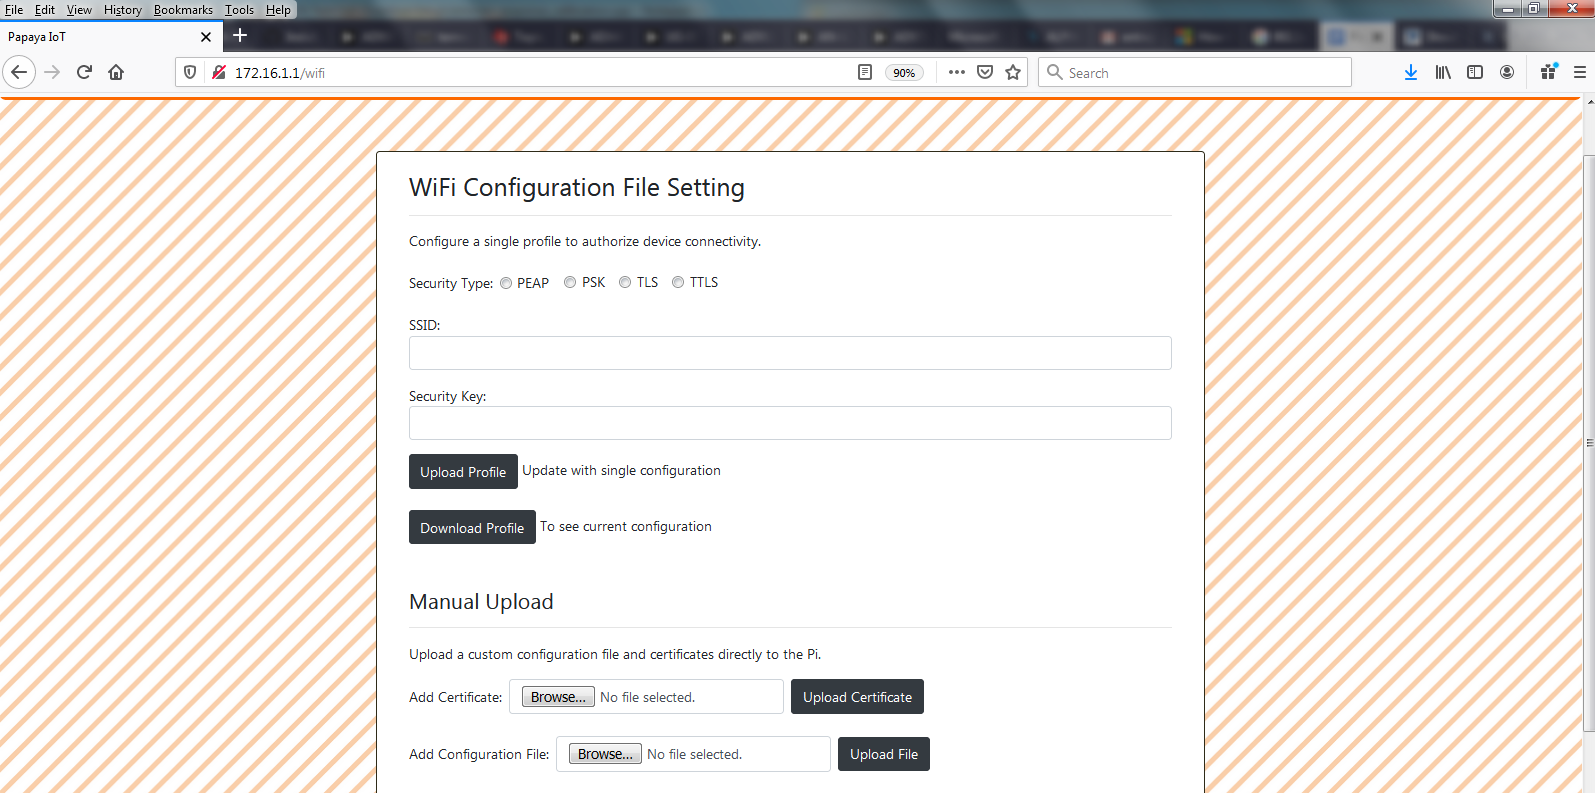 File Edit View History Bookmarks Tools Help
Papaya IoT
172.16.1.1/wifi 90% Search
WiFi Configuration File Setting
Configure a single profile to authorize device connectivity.
Security Type: PEAP PSK TLS TTLS
SSID:
Security Key:
Upload Profile Update with single configuration
Download Profile To see current configuration
Manual Upload
Upload a custom configuration file and certificates directly to the Pi.
Add Certificate: Browse... No file selected. Upload Certificate
Add Configuration File: Browse... No file selected. Upload File